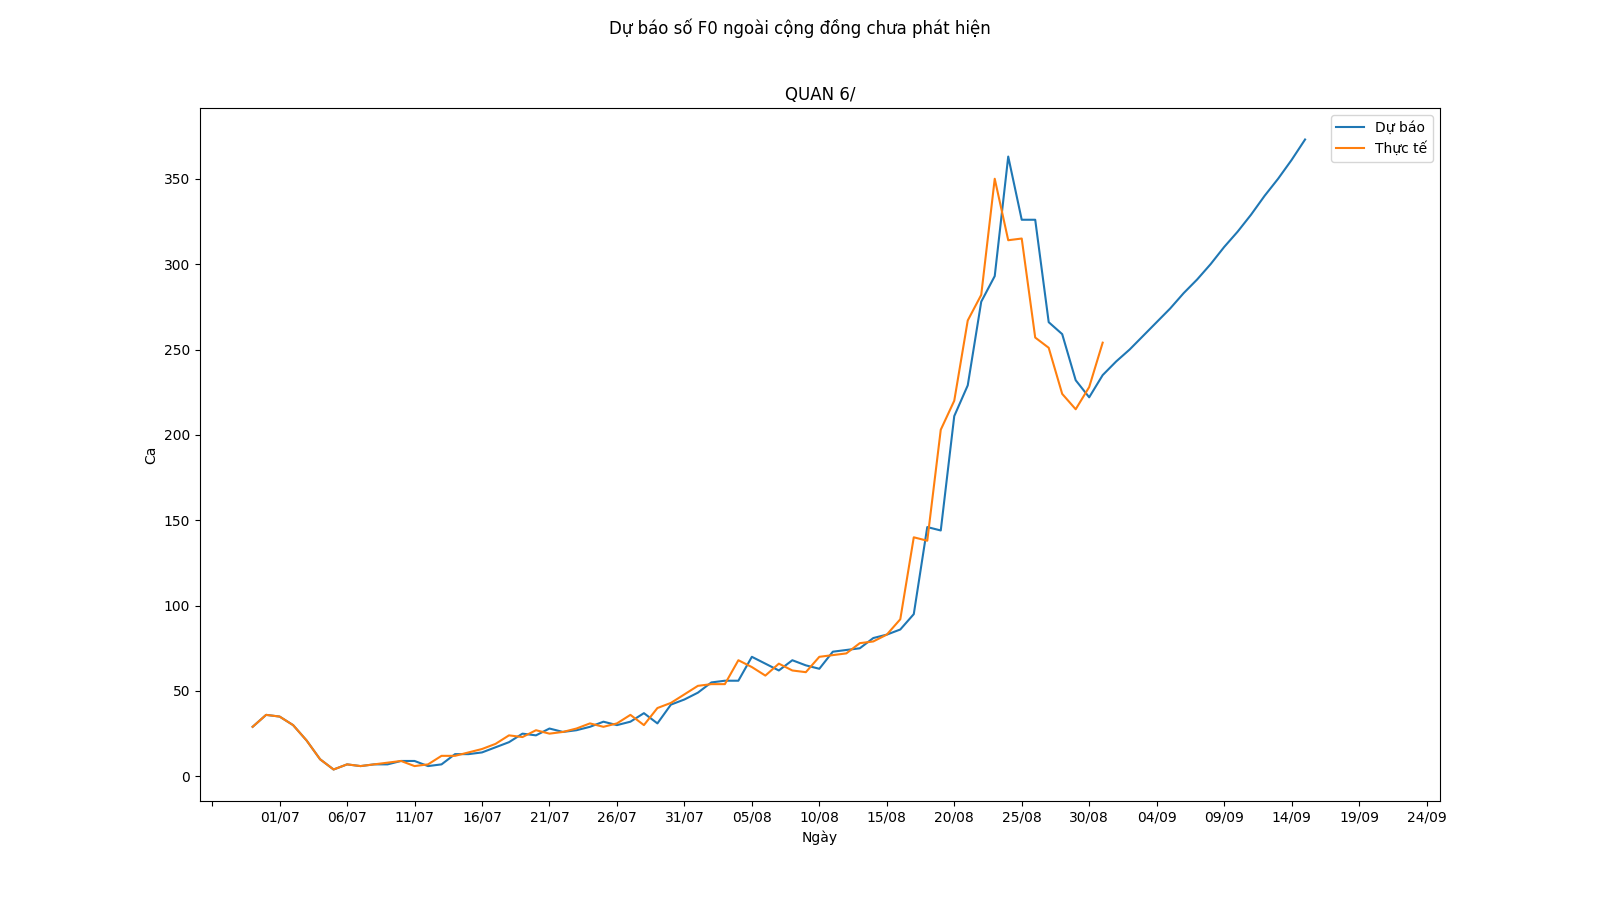 Dự báo số F0 ngoài cộng đồng chưa phát hiện
QUAN 6/
Dự báo
Thực tế
350
300
250
200
150
100
50
0
Ca
01/07 06/07 11/07 16/07 21/07 26/07 31/07 05/08 10/08 15/08 20/08 25/08 30/08 04/09 09/09 14/09 19/09 24/09
Ngày